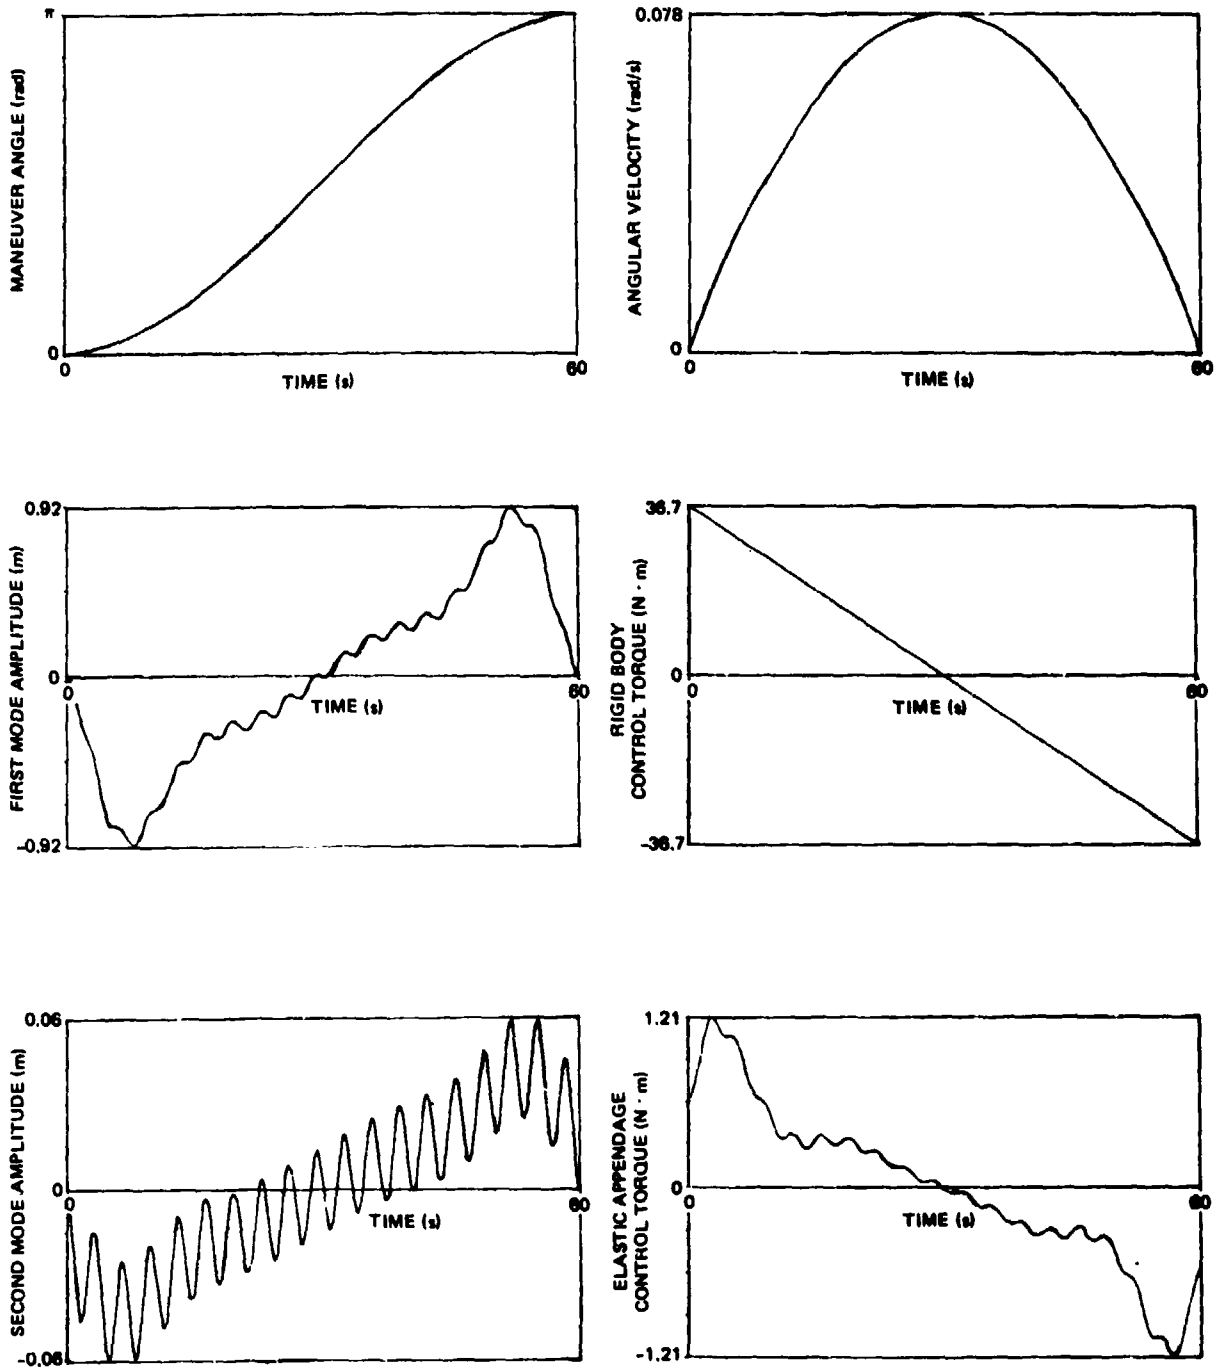 π
MANEUVER ANGLE (rad)
0
0
60
TIME (s)
0.078
ANGULAR VELOCITY (rad/s)
0
0
60
TIME (s)
0.92
FIRST MODE AMPLITUDE (m)
0
0
60
TIME (s)
-0.92
36.7
RIGID BODY
CONTROL TORQUE (N · m)
0
0
60
TIME (s)
-36.7
0.06
SECOND MODE AMPLITUDE (m)
0
0
60
TIME (s)
-0.06
1.21
ELASTIC APPENDAGE
CONTROL TORQUE (N · m)
0
0
60
TIME (s)
-1.21